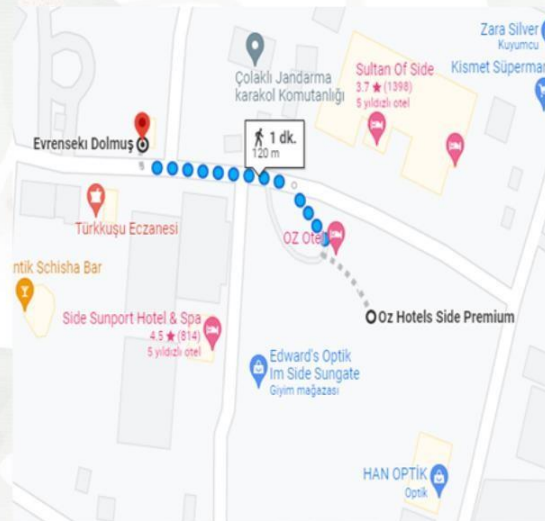 Zara Silver
Kuyumcu
Çolaklı Jandarma
karakol Komutanlığı
Sultan Of Side
3.7 ★ (1398)
5 yıldızlı otel
Kismet Süpermar
Evrensekı Dolmuş
1 dk.
120 m
Türkkuşu Eczanesi
OZ Otel
ntik Schisha Bar
Side Sunport Hotel & Spa
4.5 ★ (814)
5 yıldızlı otel
Oz Hotels Side Premium
Edward's Optik
Im Side Sungate
Giyim mağazası
HAN OPTİK
Optik